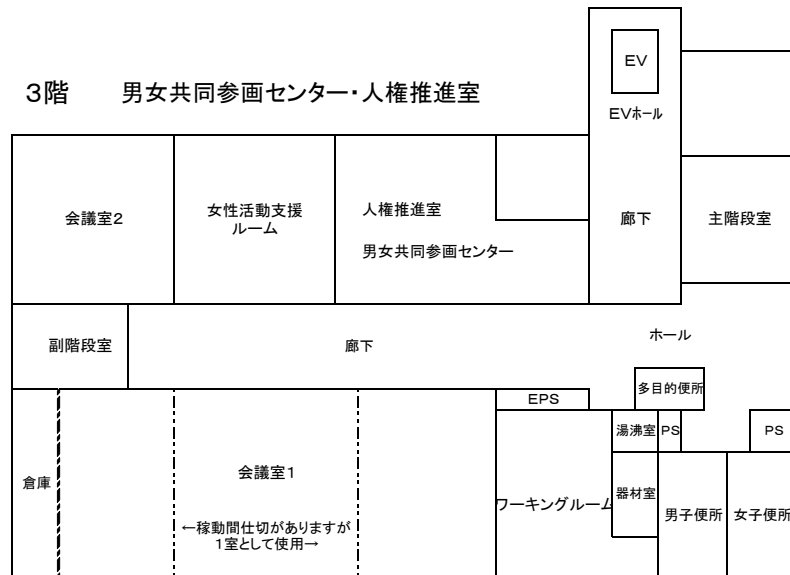 EV
3階　男女共同参画センター・人権推進室
EVホール
会議室2
女性活動支援
ルーム
人権推進室
男女共同参画センター
廊下
主階段室
副階段室
廊下
ホール
多目的便所
EPS
湯沸室
PS
PS
倉庫
会議室1
ワーキングルーム
器材室
男子便所
女子便所
←稼動間仕切がありますが
1室として使用→